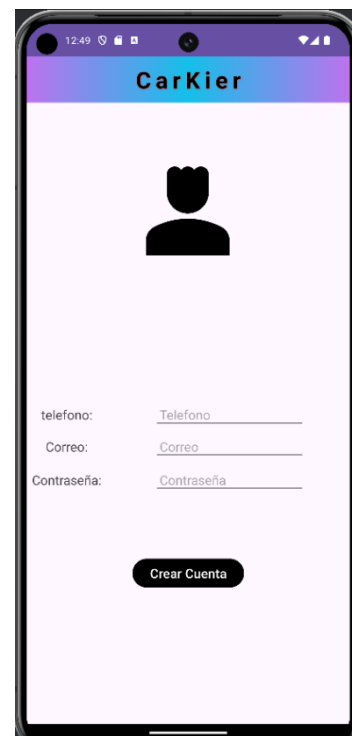 12:49
CarKier
telefono: Telefono
Correo: Correo
Contraseña: Contraseña
Crear Cuenta